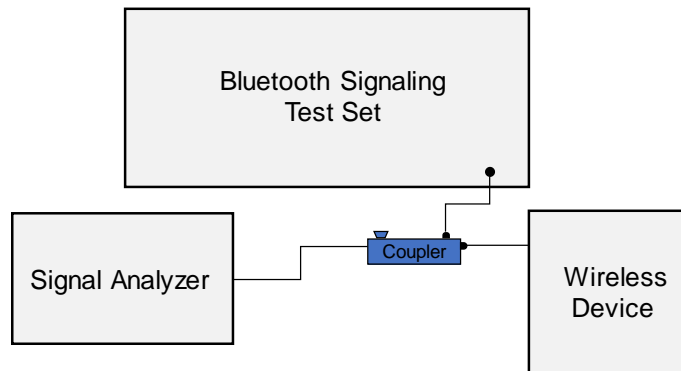 Bluetooth Signaling
Test Set
Signal Analyzer
Coupler
Wireless
Device